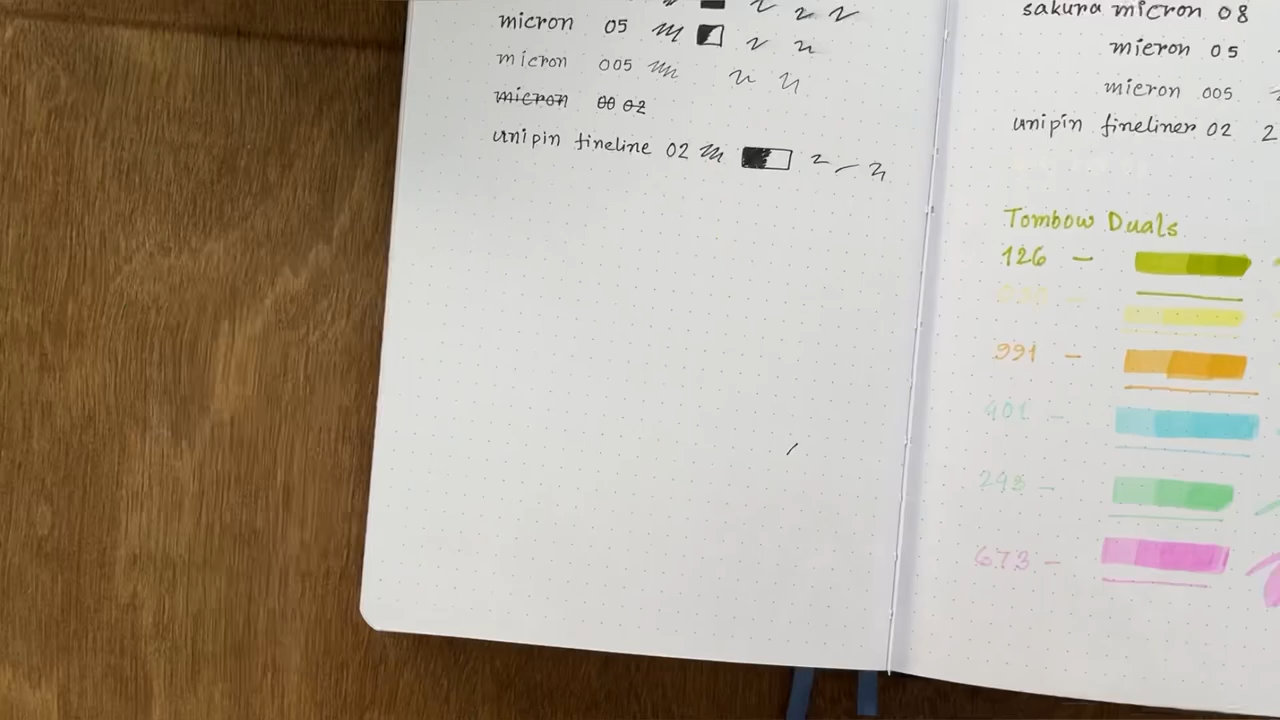 micron 05
micron 005
micron 00 02
unipin fineline 02
sakura micron 08
micron 05
micron 005
unipin fineliner 02
Tombow Duals
126 -
991 -
401 -
293 -
673 -